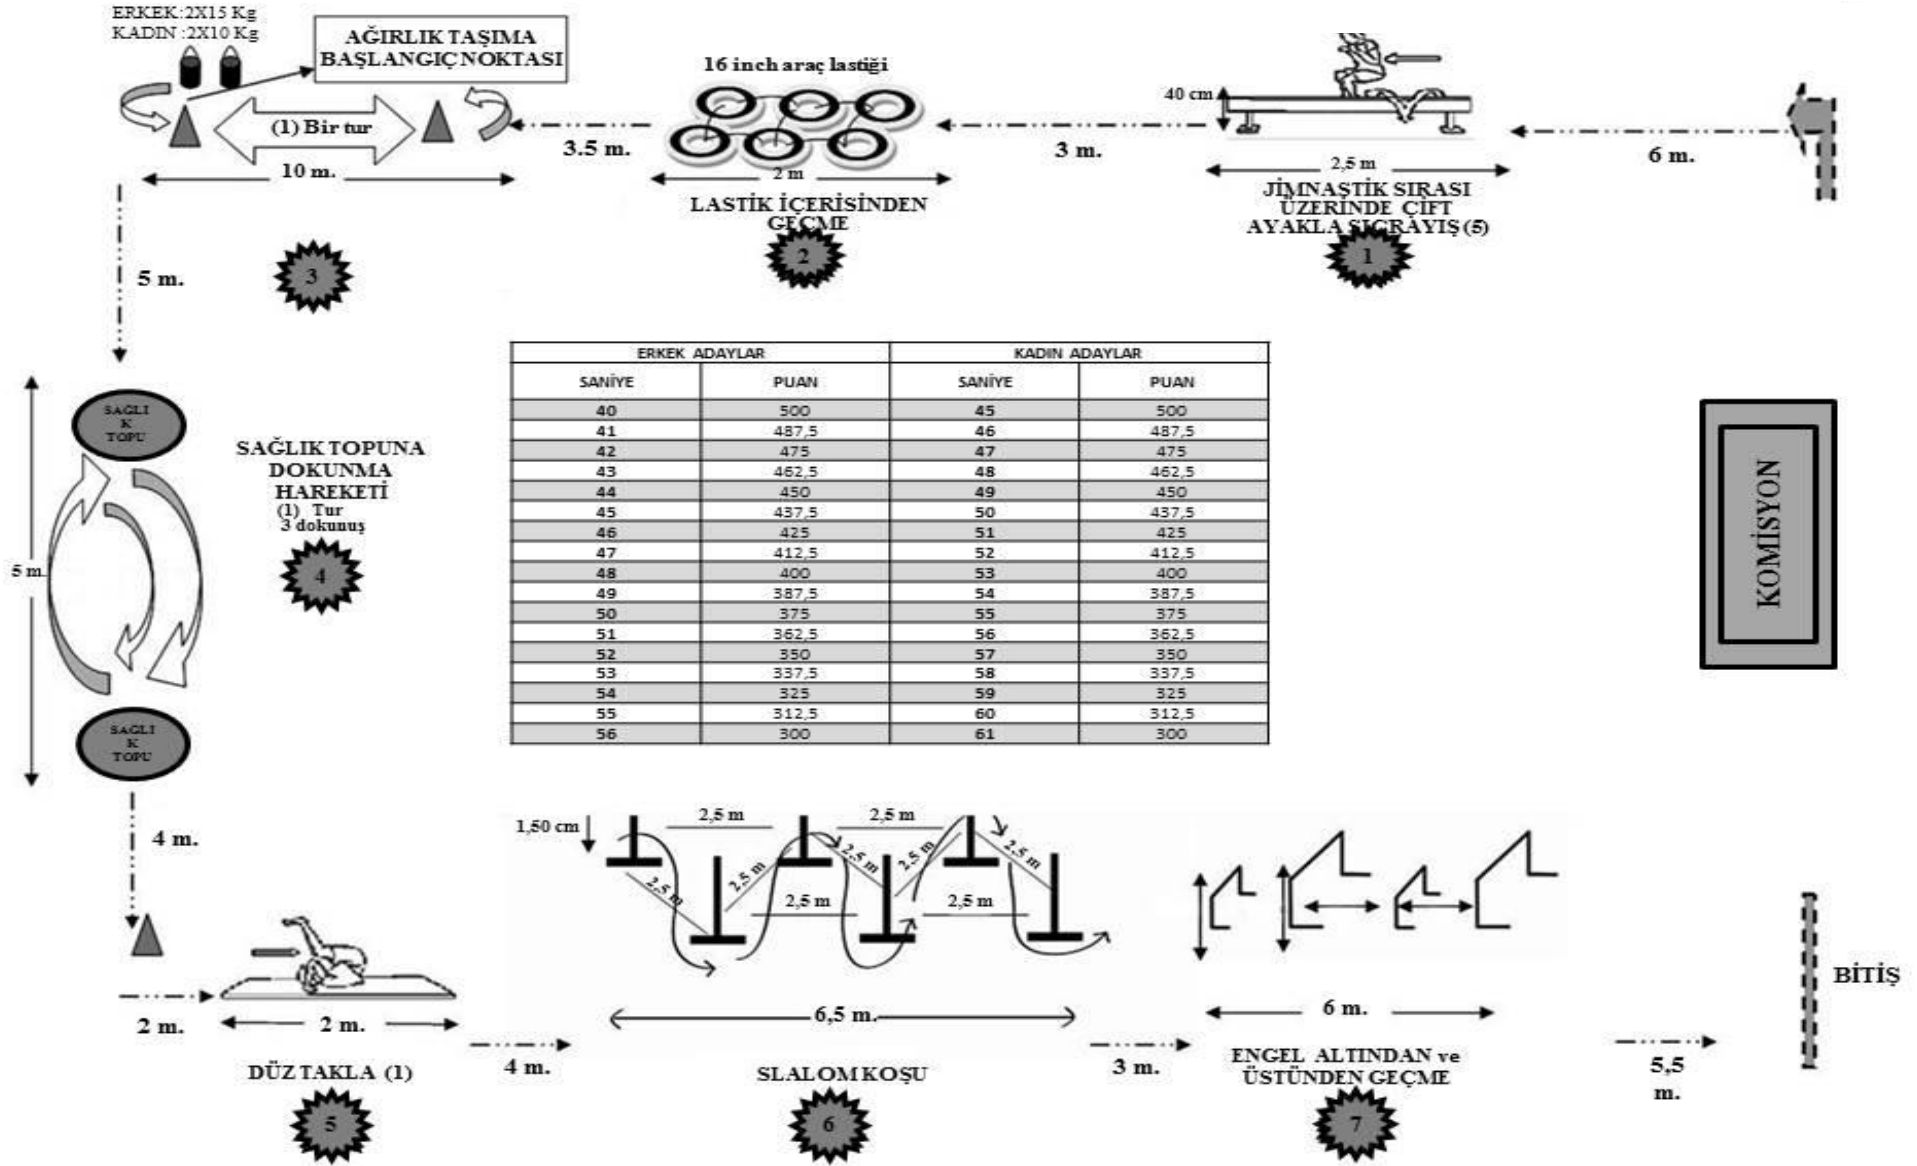 ERKEK:2X15 Kg
KADIN :2X10 Kg
AĞIRLIK TAŞIMA
BAŞLANGIÇ NOKTASI
(1) Bir tur
10 m.
3.5 m.
16 inch araç lastiği
2 m
LASTİK İÇERİSİNDEN
GEÇME
2
3 m.
40 cm
2,5 m
JİMNASTİK SIRASI
ÜZERİNDE ÇİFT
AYAKLA SIÇRAYIŞ (5)
1
6 m.
3
5 m.
SAĞLI
K
TOPU
5 m.
SAĞLIK TOPUNA
DOKUNMA
HAREKETİ
(1) Tur
3 dokunuş
4
SAĞLI
K
TOPU
ERKEK ADAYLAR KADIN ADAYLAR
SANİYE PUAN SANİYE PUAN
40 500 45 500
41 487,5 46 487,5
42 475 47 475
43 462,5 48 462,5
44 450 49 450
45 437,5 50 437,5
46 425 51 425
47 412,5 52 412,5
48 400 53 400
49 387,5 54 387,5
50 375 55 375
51 362,5 56 362,5
52 350 57 350
53 337,5 58 337,5
54 325 59 325
55 312,5 60 312,5
56 300 61 300
KOMİSYON
4 m.
2 m.
2 m.
DÜZ TAKLA (1)
5
4 m.
1,50 cm
2,5 m
2,5 m
2,5 m
2,5 m
2,5 m
2,5 m
2,5 m
2,5 m
2,5 m
6,5 m.
SLALOM KOŞU
6
3 m.
6 m.
ENGEL ALTINDAN ve
ÜSTÜNDEN GEÇME
7
5,5
m.
BİTİŞ